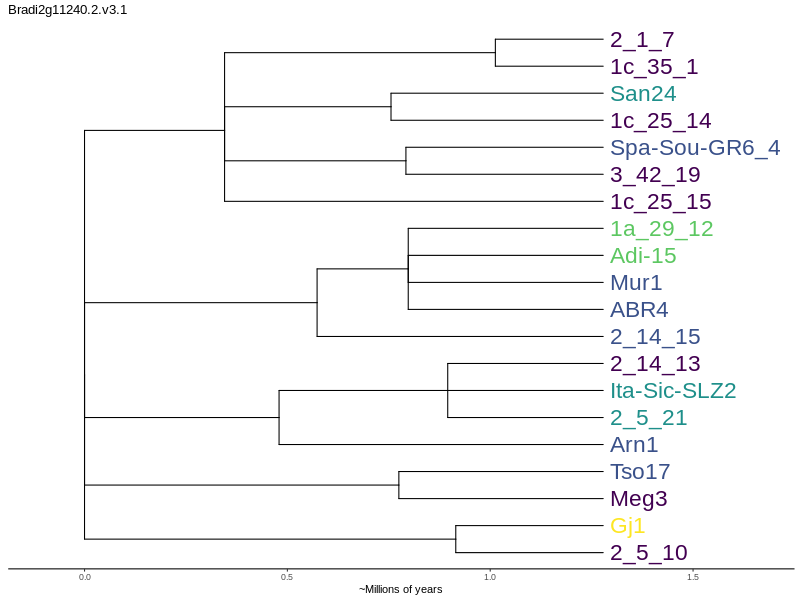 Bradi2g11240.2.v3.1
2_1_7
1c_35_1
San24
1c_25_14
Spa-Sou-GR6_4
3_42_19
1c_25_15
1a_29_12
Adi-15
Mur1
ABR4
2_14_15
2_14_13
Ita-Sic-SLZ2
2_5_21
Arn1
Tso17
Meg3
Gj1
2_5_10
0.0 0.5 1.0 1.5
~Millions of years